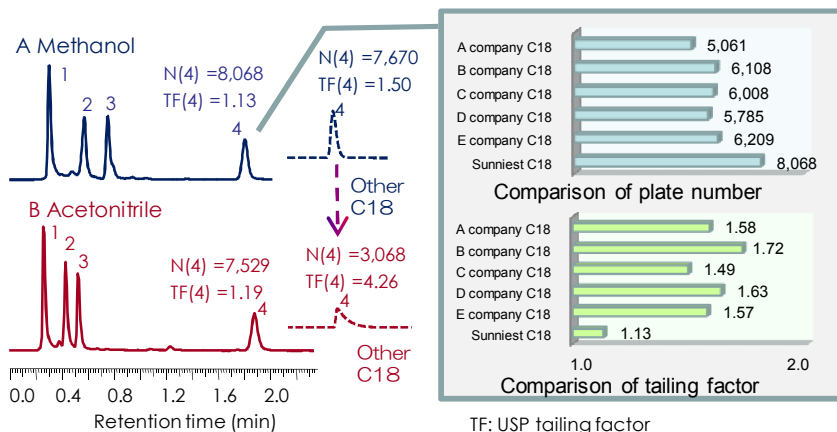 A Methanol
1
2
3
N(4) =8,068
TF(4) =1.13
4
N(4) =7,670
TF(4) =1.50
4
Other
C18
B Acetonitrile
1
2
3
N(4) =7,529
TF(4) =1.19
4
N(4) =3,068
TF(4) =4.26
4
Other
C18
0.0 0.4 0.8 1.2 1.6 2.0
Retention time (min)
A company C18 5,061
B company C18 6,108
C company C18 6,008
D company C18 5,785
E company C18 6,209
Sunniest C18 8,068
Comparison of plate number
A company C18 1.58
B company C18 1.72
C company C18 1.49
D company C18 1.63
E company C18 1.57
Sunniest C18 1.13
1.0 2.0
Comparison of tailing factor
TF: USP tailing factor